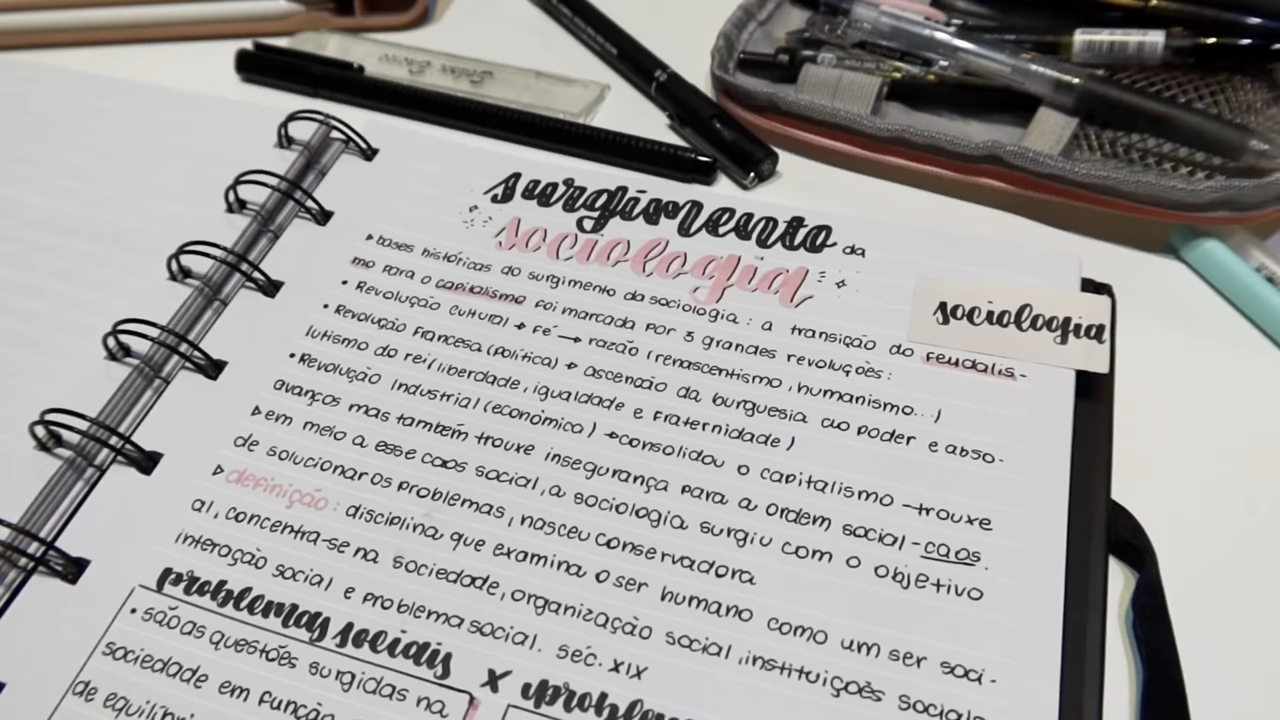 surgimento da
sociologia
sociologia
▹ bases históricas do surgimento da sociologia : a transição do feudalis-
mo para o capitalismo foi marcada por 3 grandes revoluções:
• Revolução cultural → Fé → razão (renascentismo, humanismo...)
• Revolução Francesa (política) → ascenção da burguesia ao poder e abso-
lutismo do rei (liberdade, igualdade e fraternidade)
• Revolução Industrial (econômica) → consolidou o capitalismo → trouxe
avanços mas também trouxe insegurança para a ordem social - caos.
▹ em meio a esse caos social, a sociologia surgiu com o objetivo
de solucionar os problemas, nasceu conservadora
▹ definição : disciplina que examina o ser humano como um ser soci-
al, concentra-se na sociedade, organização social, instituições sociais
interação social e problema social. séc. XIX
problemas sociais x
• são as questões surgidas na
sociedade em função